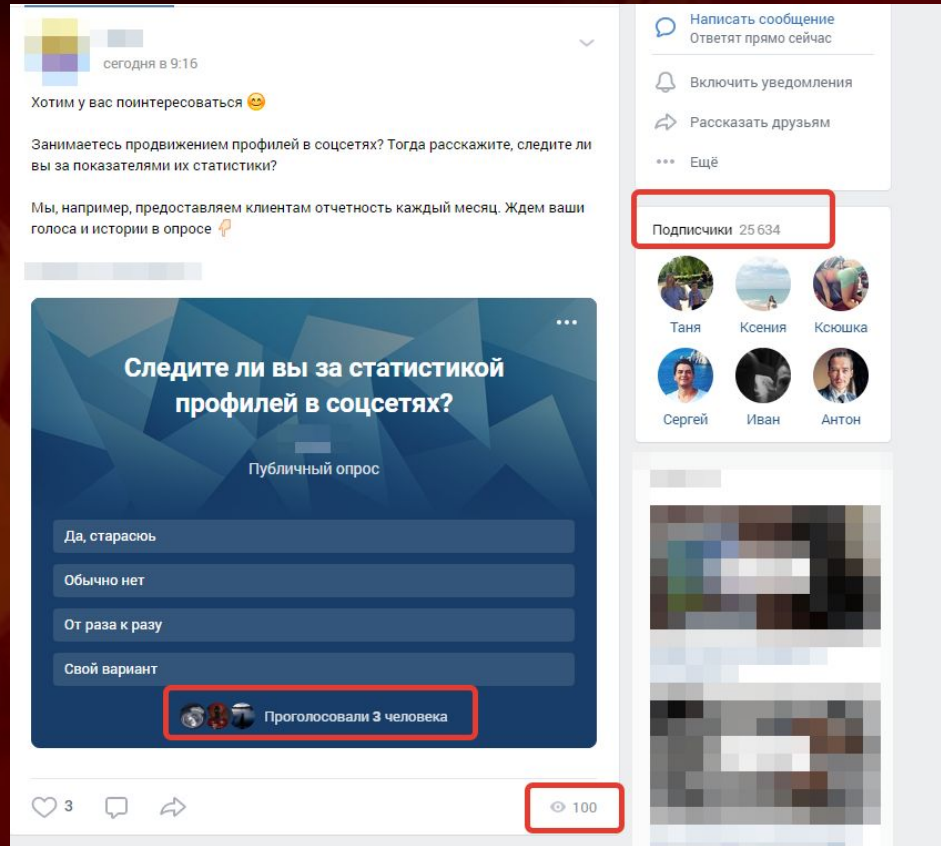 сегодня в 9:16
Хотим у вас поинтересоваться 😊
Занимаетесь продвижением профилей в соцсетях? Тогда расскажите, следите ли
вы за показателями их статистики?
Мы, например, предоставляем клиентам отчетность каждый месяц. Ждем ваши
голоса и истории в опросе 👇🏻
Следите ли вы за статистикой
профилей в соцсетях?
Публичный опрос
Да, старасюь
Обычно нет
От раза к разу
Свой вариант
Проголосовали 3 человека
3
100
Написать сообщение
Ответят прямо сейчас
Включить уведомления
Рассказать друзьям
Ещё
Подписчики 25 634
Таня Ксения Ксюшка
Сергей Иван Антон